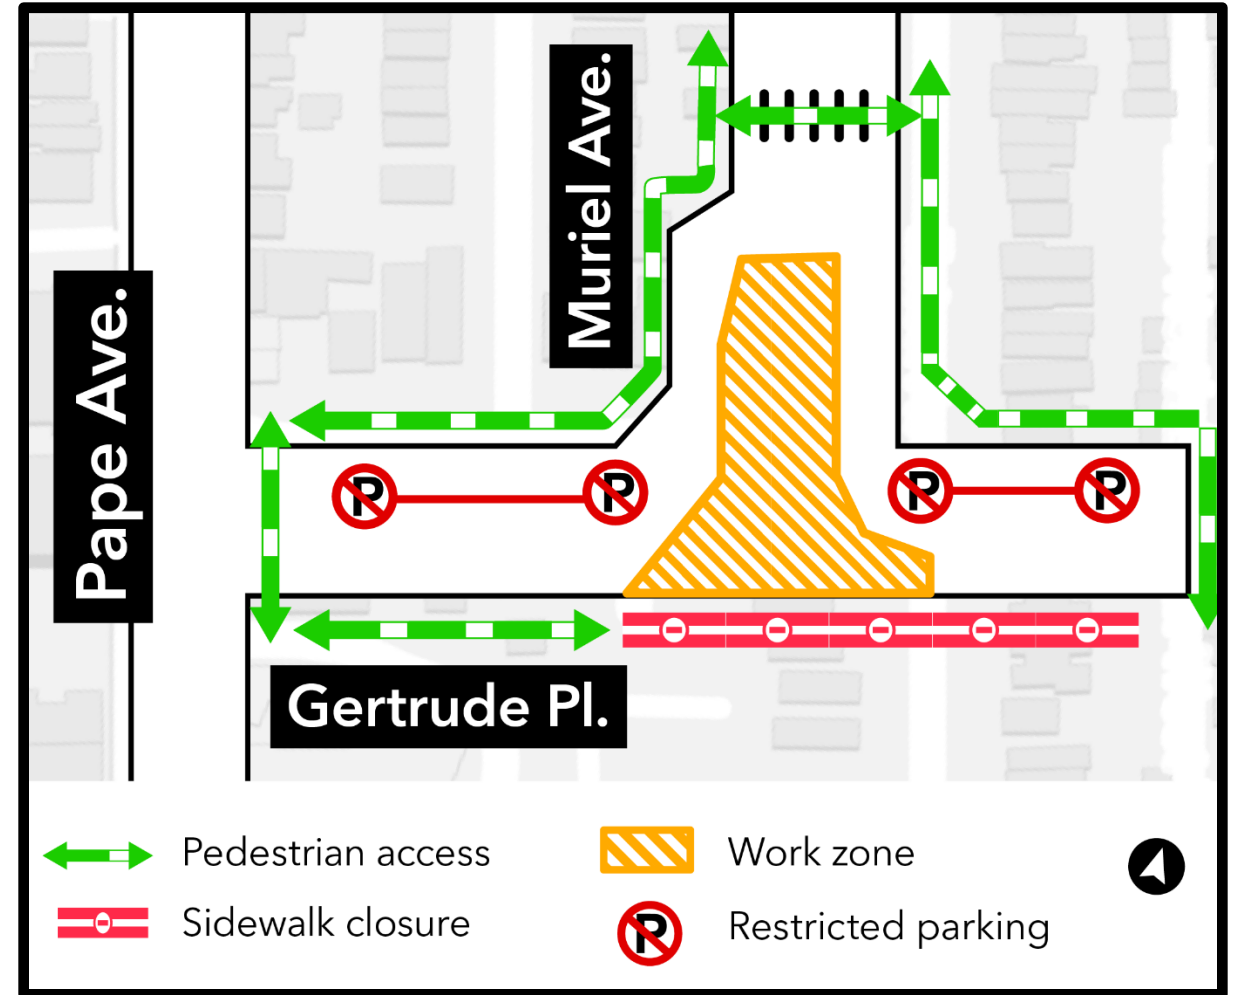 Muriel Ave.
Pape Ave.
P P P P
Gertrude Pl.
Pedestrian access
Work zone
Sidewalk closure
P Restricted parking